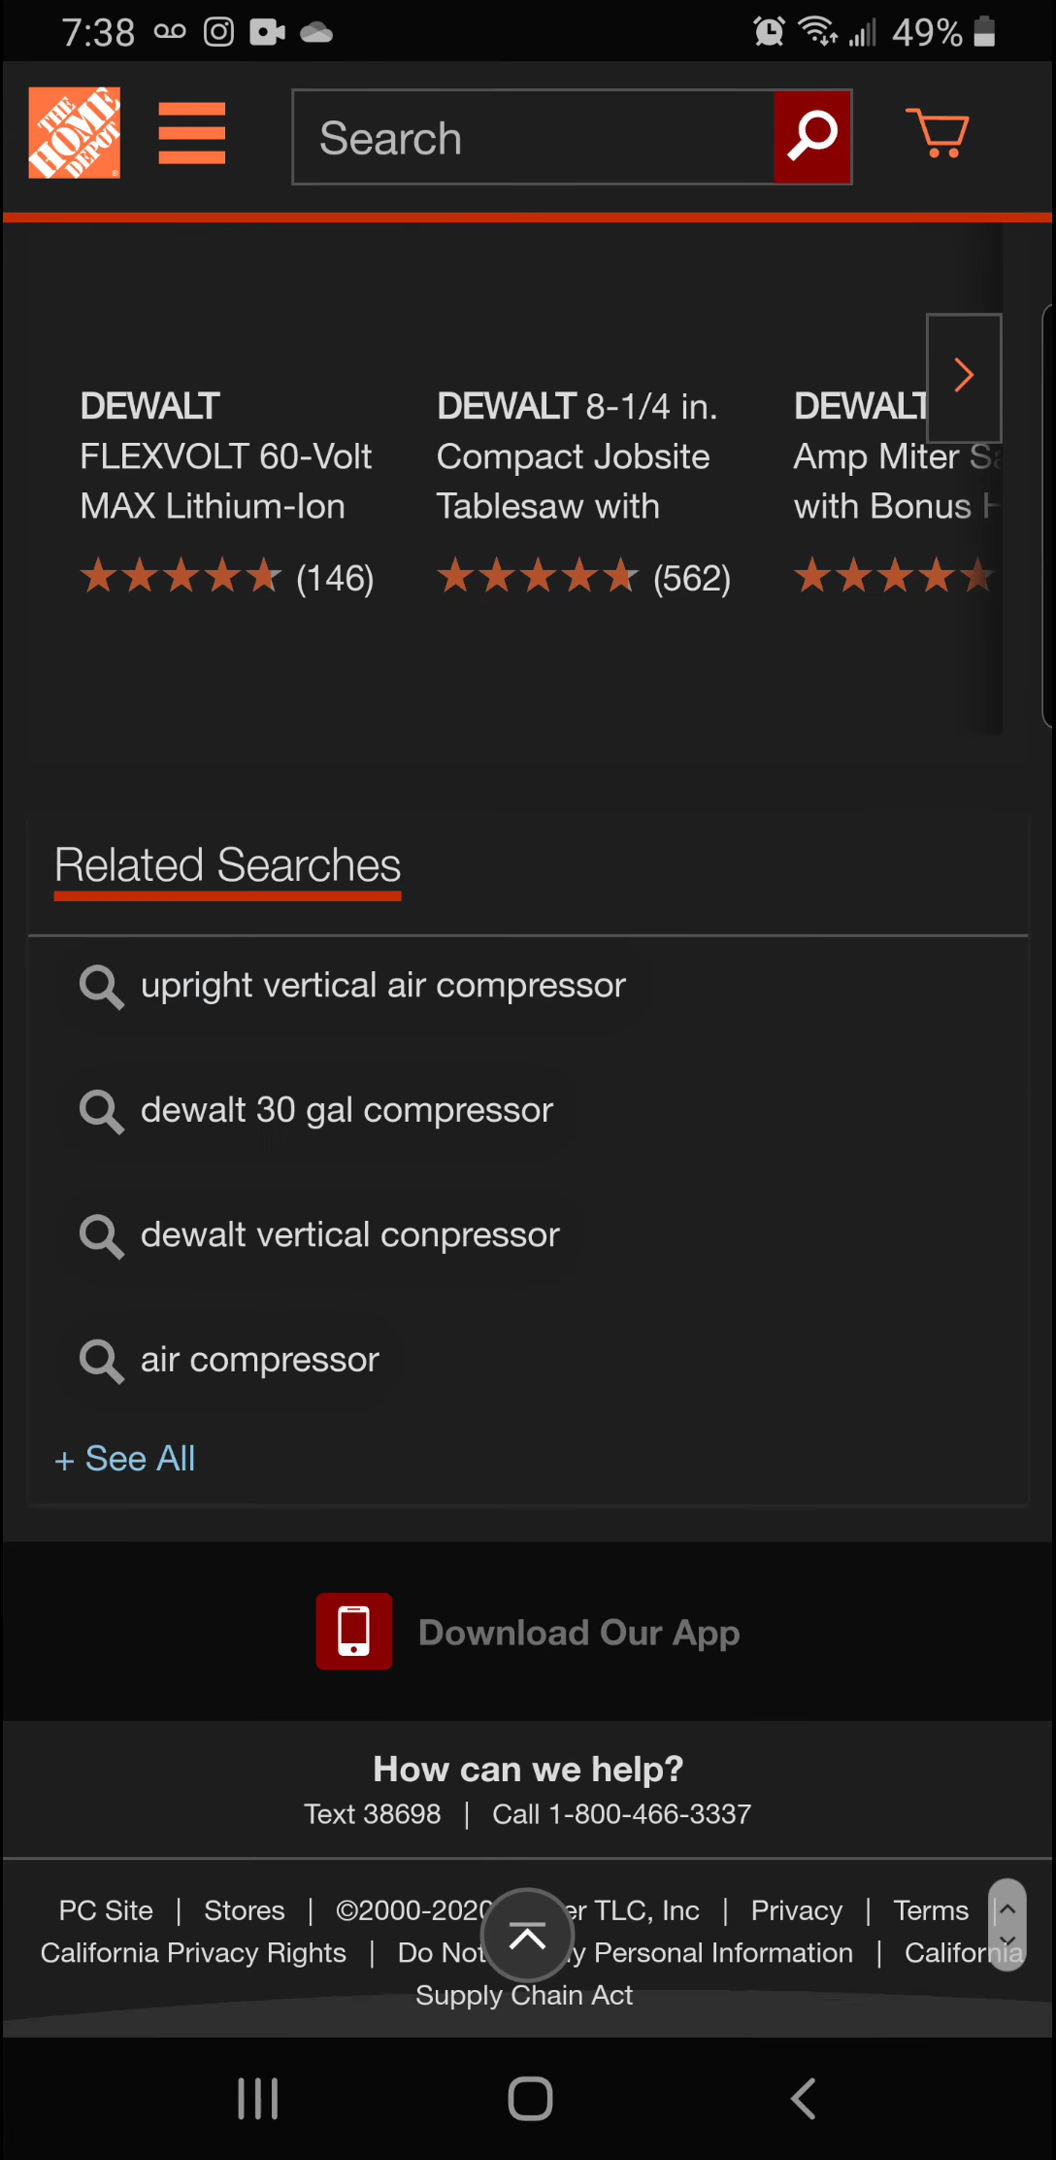 7:38 49%
THE
HOME
DEPOT
Search
DEWALT
FLEXVOLT 60-Volt
MAX Lithium-Ion
(146)
DEWALT 8-1/4 in.
Compact Jobsite
Tablesaw with
(562)
DEWALT
Amp Miter
with Bonus
Related Searches
upright vertical air compressor
dewalt 30 gal compressor
dewalt vertical conpressor
air compressor
+ See All
Download Our App
How can we help?
Text 38698 | Call 1-800-466-3337
PC Site | Stores | ©2000-2020 TLC, Inc | Privacy | Terms |
California Privacy Rights | Do Not Personal Information | California
Supply Chain Act